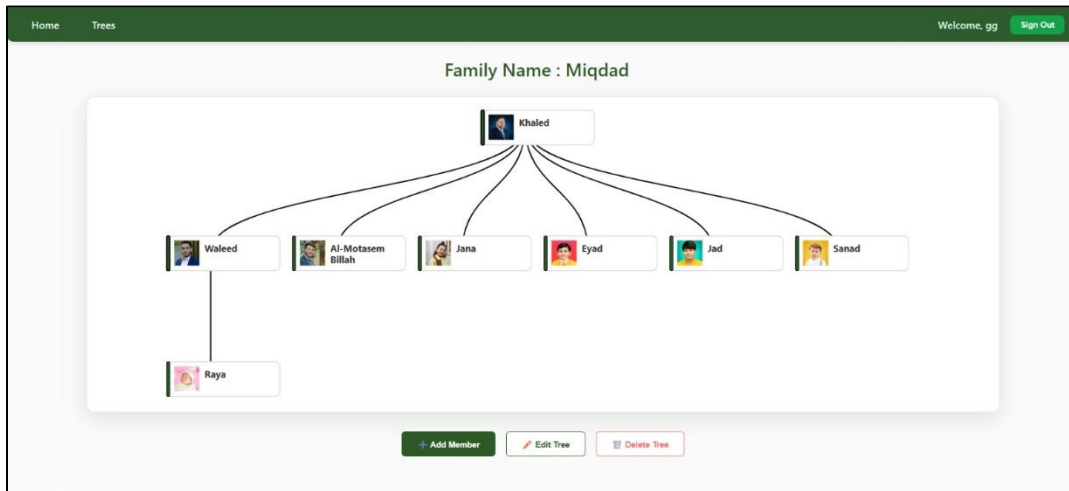 Home Trees Welcome, gg Sign Out
Family Name : Miqdad
Khaled
Waleed Al-Motasem Billah Jana Eyad Jad Sanad
Raya
Add Member Edit Tree Delete Tree